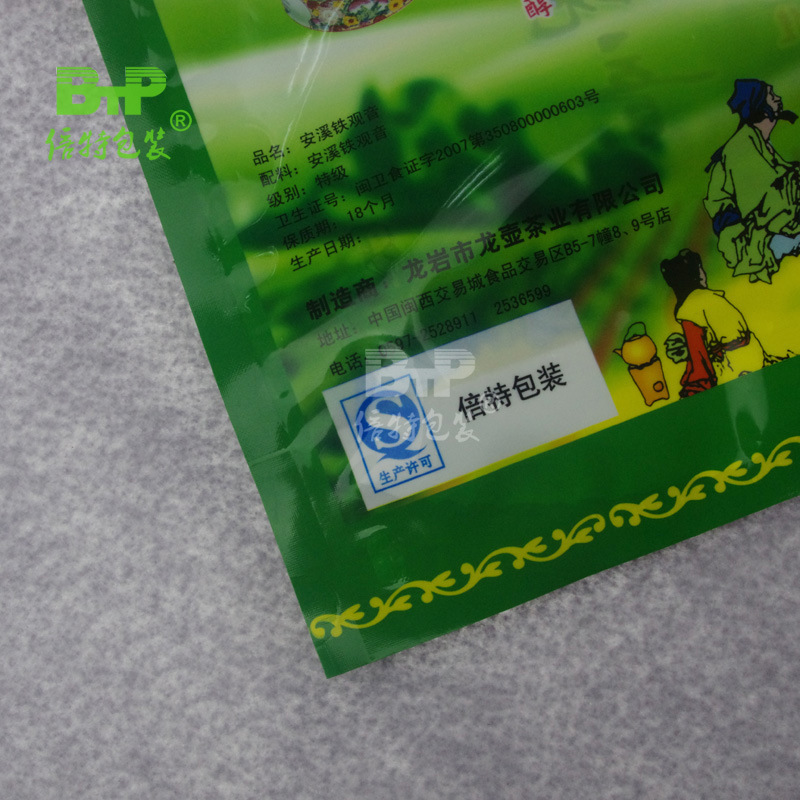 BTP®
倍特包装
醇
品名：安溪铁观音
配料：安溪铁观音
级别：特级
卫生证号：闽卫食证字2007第350800000603号
保质期：18个月
生产日期：
制造商：龙岩市龙壶茶业有限公司
地址：中国闽西交易城食品交易区B5-7幢8、9号店
电话 97-2528911 2536599
BTP
倍特包装
倍特包装
生产许可